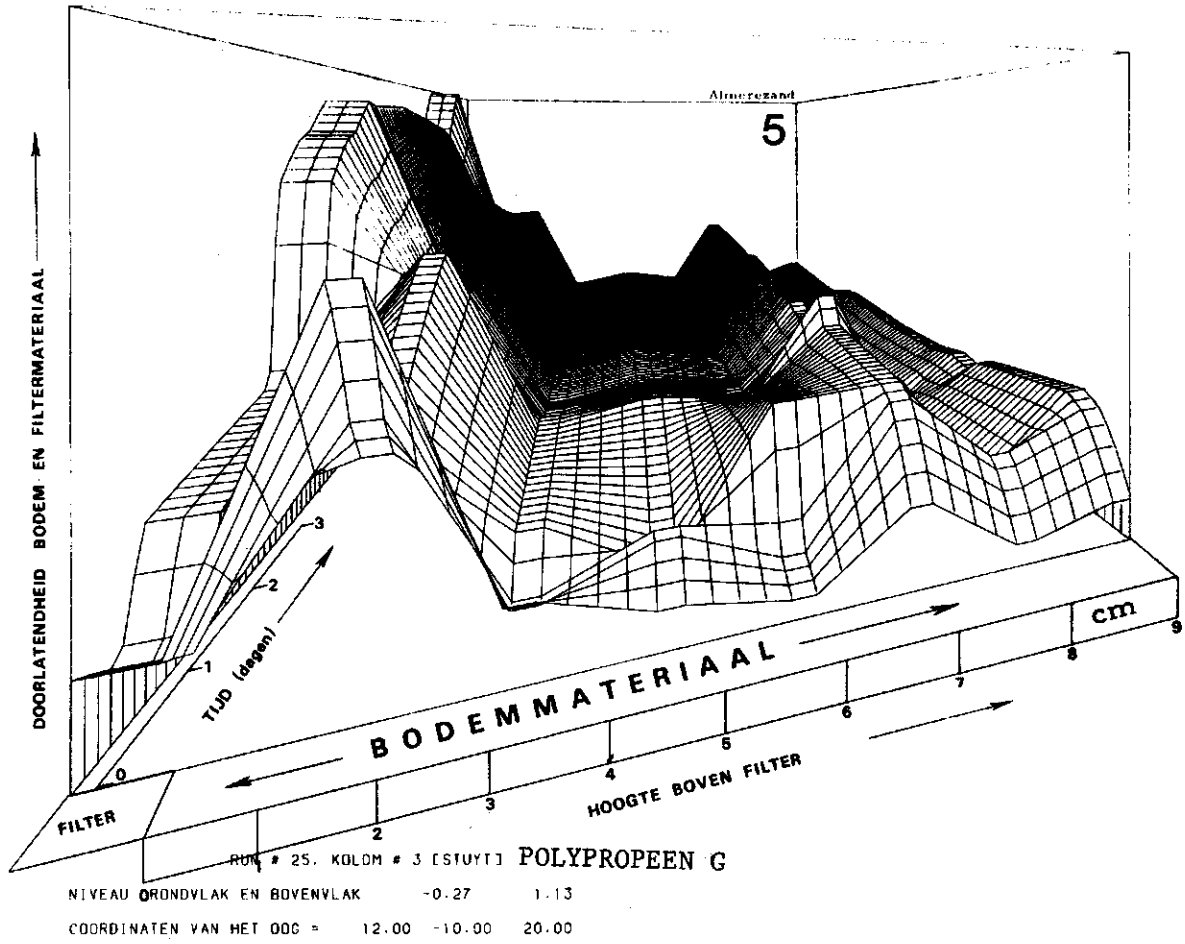 Almerezand
5
DOORLATENDHEID BODEM- EN FILTERMATERIAAL
3
2
1
0
TIJD (dagen)
FILTER
BODEMMATERIAAL
cm
0
2
3
4
5
6
7
8
9
HOOGTE BOVEN FILTER
RUN # 25. KOLOM # 3 [STUYT] POLYPROPEEN G
NIVEAU GRONDVLAK EN BOVENVLAK -0.27 1.13
COORDINATEN VAN HET OOG = 12.00 -10.00 20.00